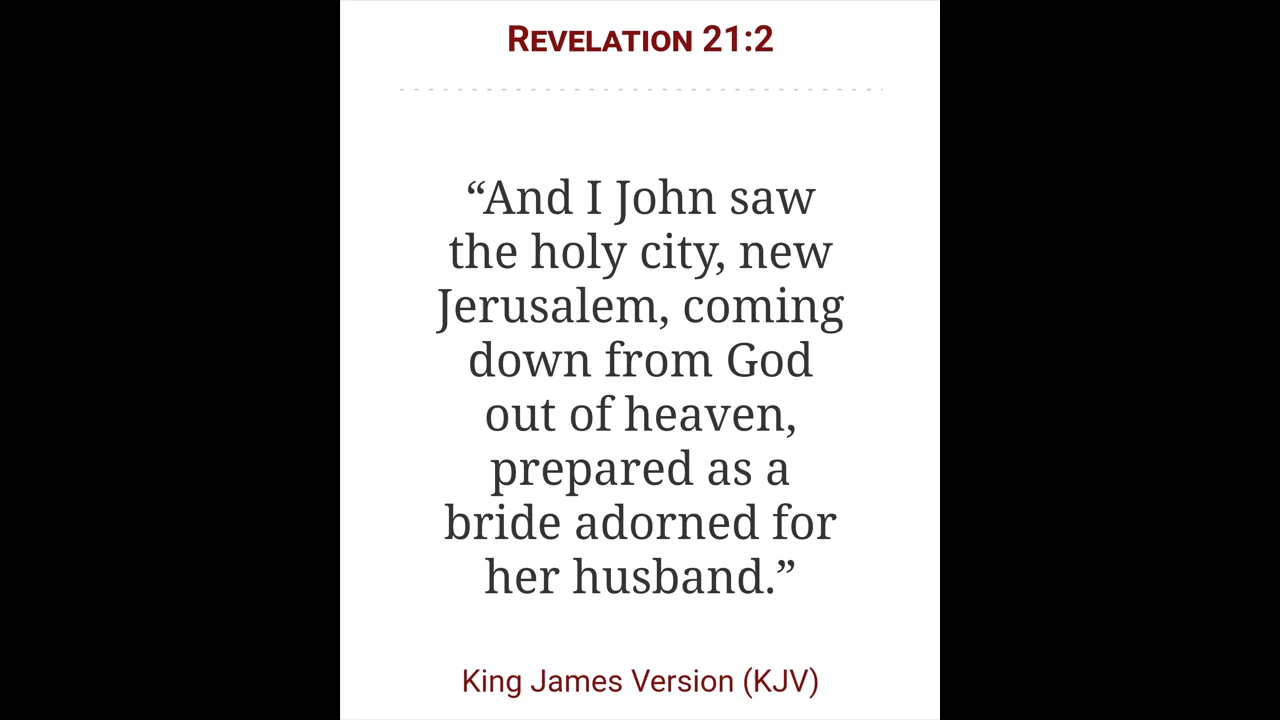 Revelation 21:2
“And I John saw
the holy city, new
Jerusalem, coming
down from God
out of heaven,
prepared as a
bride adorned for
her husband.”
King James Version (KJV)